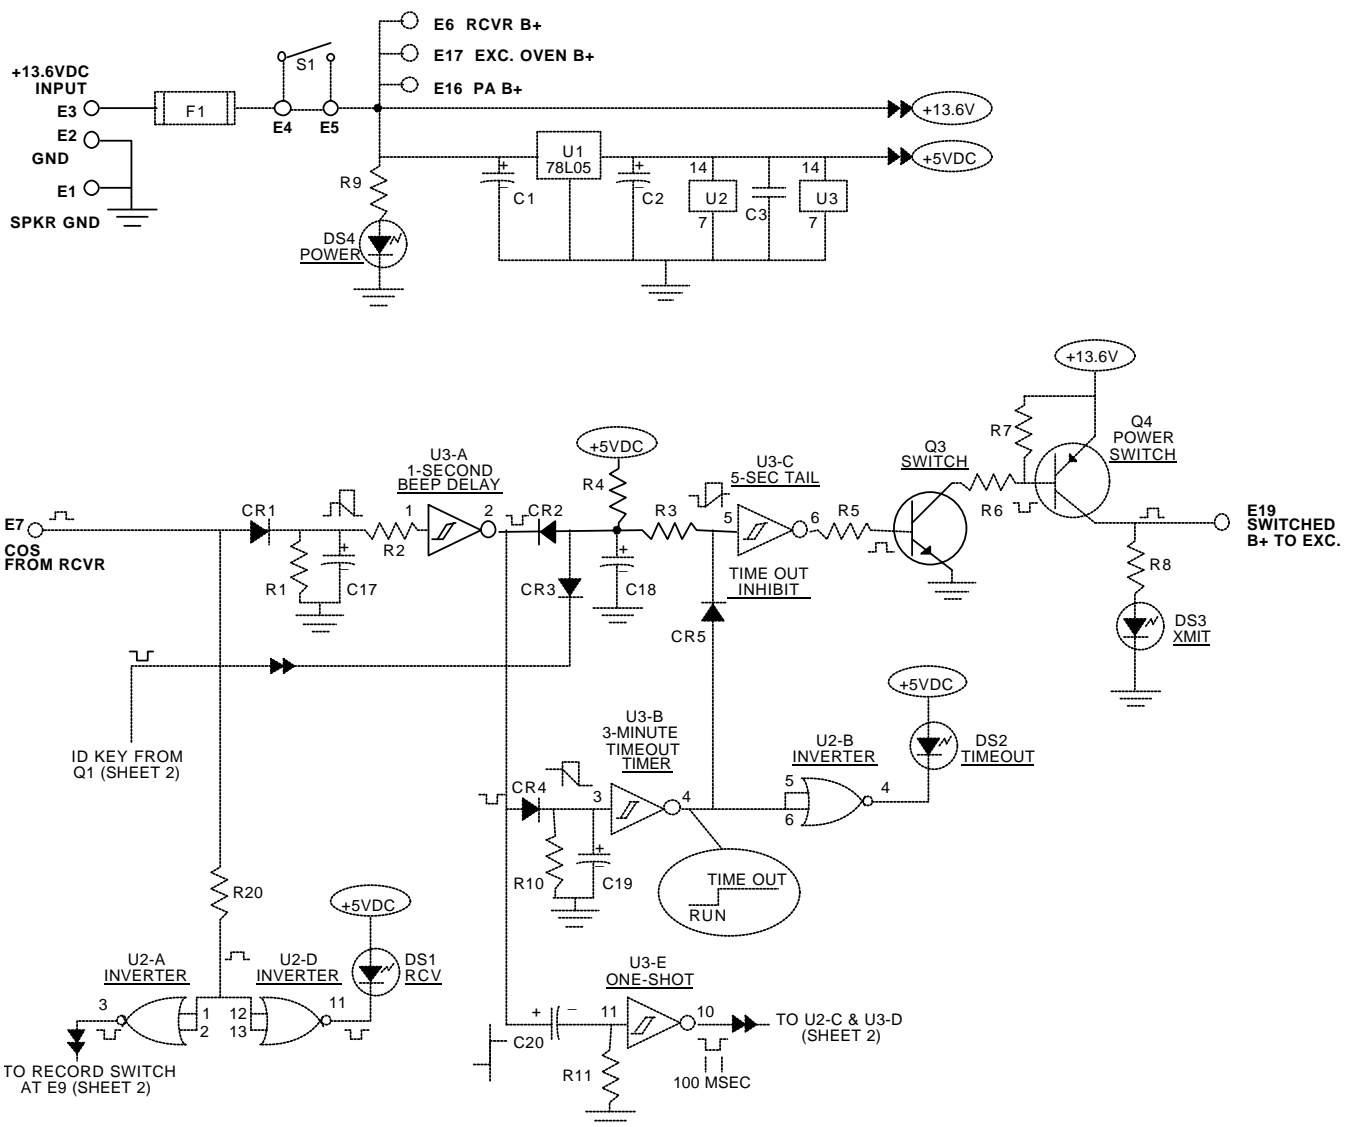 E6 RCVR B+
E17 EXC. OVEN B+
E16 PA B+
+13.6VDC
INPUT
E3
F1
S1
E4
E5
+13.6V
E2
GND
+5VDC
E1
SPKR GND
R9
DS4
POWER
+
C1
U1
78L05
+
C2
14
U2
7
C3
14
U3
7
+13.6V
E7
COS
FROM RCVR
CR1
R1
+
C17
R2
U3-A
1-SECOND
BEEP DELAY
1
2
CR2
CR3
+5VDC
R4
+
C18
R3
U3-C
5-SEC TAIL
5
6
TIME OUT
INHIBIT
CR5
R5
Q3
SWITCH
R6
R7
Q4
POWER
SWITCH
E19
SWITCHED
B+ TO EXC.
R8
DS3
XMIT
ID KEY FROM
Q1 (SHEET 2)
CR4
R10
+
C19
U3-B
3-MINUTE
TIMEOUT
TIMER
3
4
TIME OUT
RUN
U2-B
INVERTER
5
6
4
+5VDC
DS2
TIMEOUT
R20
+5VDC
DS1
RCV
U2-A
INVERTER
3
1
2
U2-D
INVERTER
12
13
11
TO RECORD SWITCH
AT E9 (SHEET 2)
+
C20
R11
U3-E
ONE-SHOT
11
10
100 MSEC
TO U2-C & U3-D
(SHEET 2)